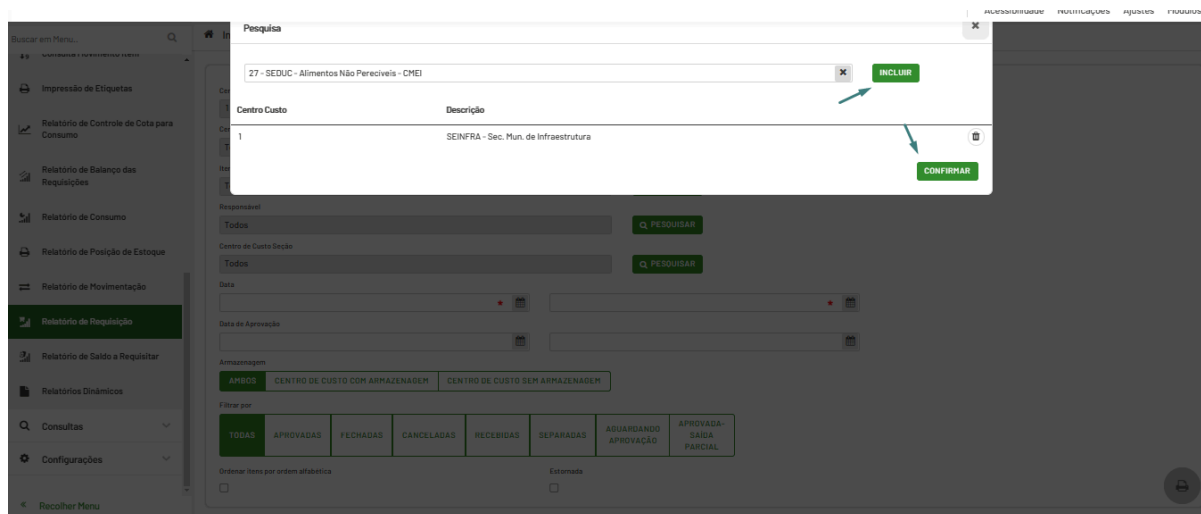 Acessibilidade Notificações Ajustes Módulos
Buscar em Menu...
Pesquisa
Consulta Movimento Item
27 - SEDUC - Alimentos Não Perecíveis - CMEI
INCLUIR
Impressão de Etiquetas
Centro Custo Descrição
Relatório de Controle de Cota para
Consumo
1 SEINFRA - Sec. Mun. de Infraestrutura
CONFIRMAR
Relatório de Balanço das
Requisições
Responsável
Relatório de Consumo
Todos PESQUISAR
Centro de Custo Seção
Relatório de Posição de Estoque
Todos PESQUISAR
Relatório de Movimentação
Data
* *
Relatório de Requisição
Data de Aprovação
Relatório de Saldo a Requisitar
Armazenagem
AMBOS CENTRO DE CUSTO COM ARMAZENAGEM CENTRO DE CUSTO SEM ARMAZENAGEM
Relatórios Dinâmicos
Filtrar por
Consultas
TODAS APROVADAS FECHADAS CANCELADAS RECEBIDAS SEPARADAS AGUARDANDO APROVAÇÃO APROVADA-SAÍDA PARCIAL
Configurações
Ordenar itens por ordem alfabética Estornada
Recolher Menu